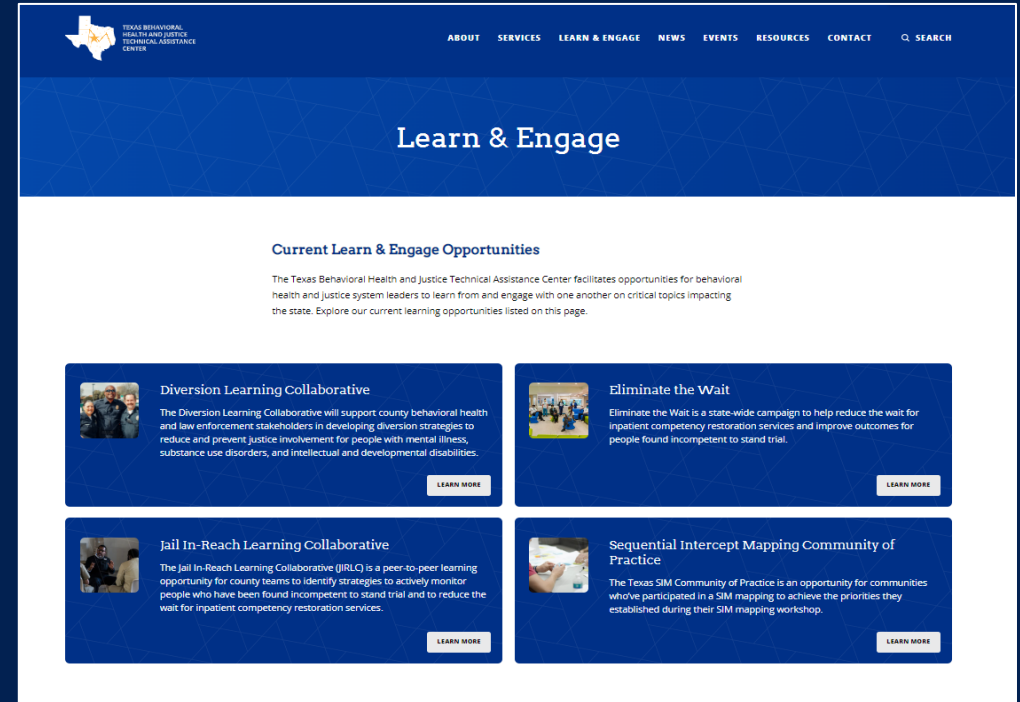 TEXAS BEHAVIORAL
HEALTH AND JUSTICE
TECHNICAL ASSISTANCE
CENTER
ABOUT SERVICES LEARN & ENGAGE NEWS EVENTS RESOURCES CONTACT SEARCH
Learn & Engage
Current Learn & Engage Opportunities
The Texas Behavioral Health and Justice Technical Assistance Center facilitates opportunities for behavioral
health and justice system leaders to learn from and engage with one another on critical topics impacting
the state. Explore our current learning opportunities listed on this page.
Diversion Learning Collaborative
The Diversion Learning Collaborative will support county behavioral health
and law enforcement stakeholders in developing diversion strategies to
reduce and prevent justice involvement for people with mental illness,
substance use disorders, and intellectual and developmental disabilities.
LEARN MORE
Eliminate the Wait
Eliminate the Wait is a state-wide campaign to help reduce the wait for
inpatient competency restoration services and improve outcomes for
people found incompetent to stand trial.
LEARN MORE
Jail In-Reach Learning Collaborative
The Jail In-Reach Learning Collaborative (JIRLC) is a peer-to-peer learning
opportunity for county teams to identify strategies to actively monitor
people who have been found incompetent to stand trial and to reduce the
wait for inpatient competency restoration services.
LEARN MORE
Sequential Intercept Mapping Community of
Practice
The Texas SIM Community of Practice is an opportunity for communities
who've participated in a SIM mapping to achieve the priorities they
established during their SIM mapping workshop.
LEARN MORE